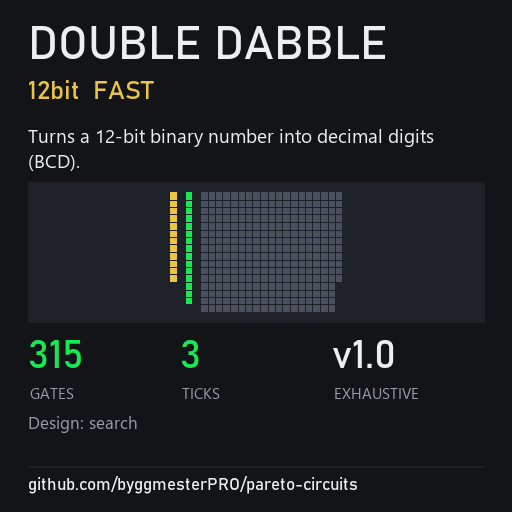 DOUBLE DABBLE
12bit FAST
Turns a 12-bit binary number into decimal digits
(BCD).
315 3 v1.0
GATES TICKS EXHAUSTIVE
Design: search
github.com/byggmesterPRO/pareto-circuits